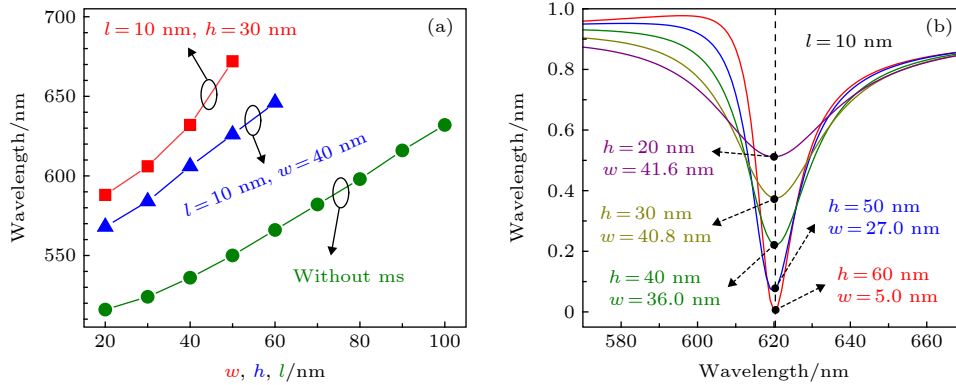 (a)
l=10 nm, h=30 nm
l=10 nm, w=40 nm
Without ms
Wavelength/nm
700
650
600
550
20
40
60
80
100
w, h, l/nm
(b)
l=10 nm
h=20 nm
w=41.6 nm
h=30 nm
w=40.8 nm
h=40 nm
w=36.0 nm
h=50 nm
w=27.0 nm
h=60 nm
w=5.0 nm
Wavelength/nm
1.0
0.8
0.6
0.4
0.2
0
580
600
620
640
660
Wavelength/nm